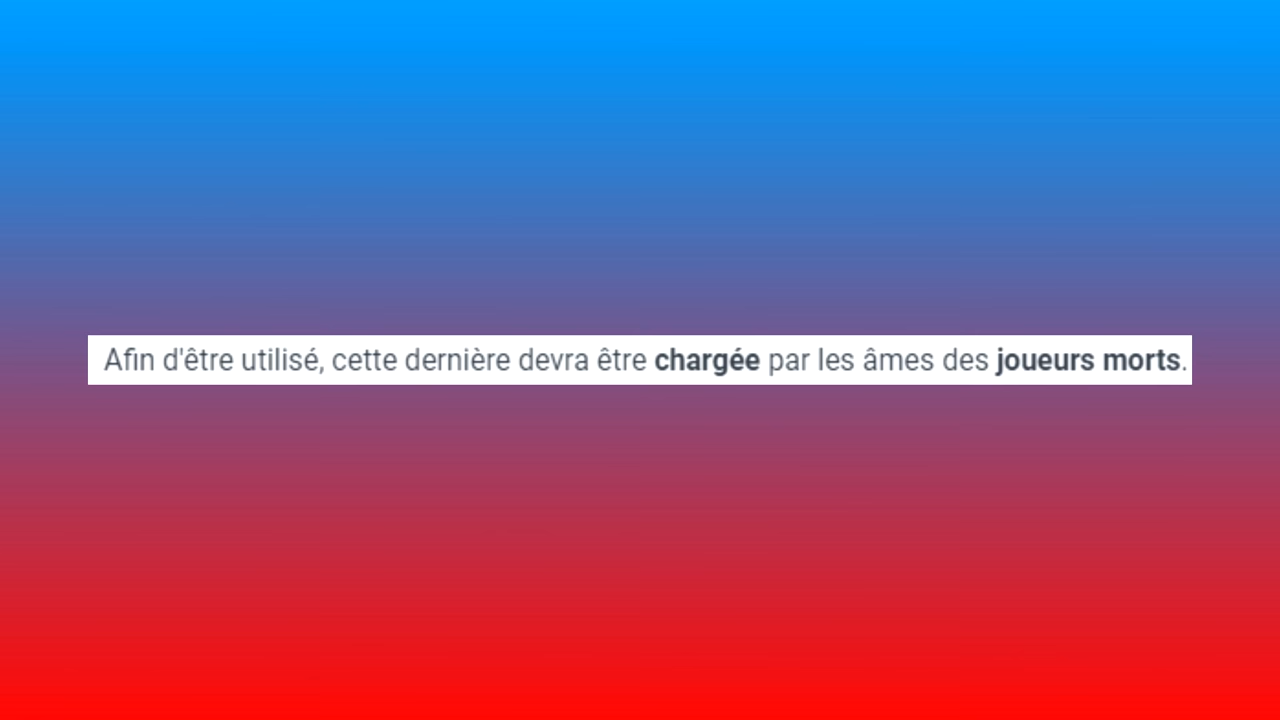 Afin d'être utilisé, cette dernière devra être chargée par les âmes des joueurs morts.